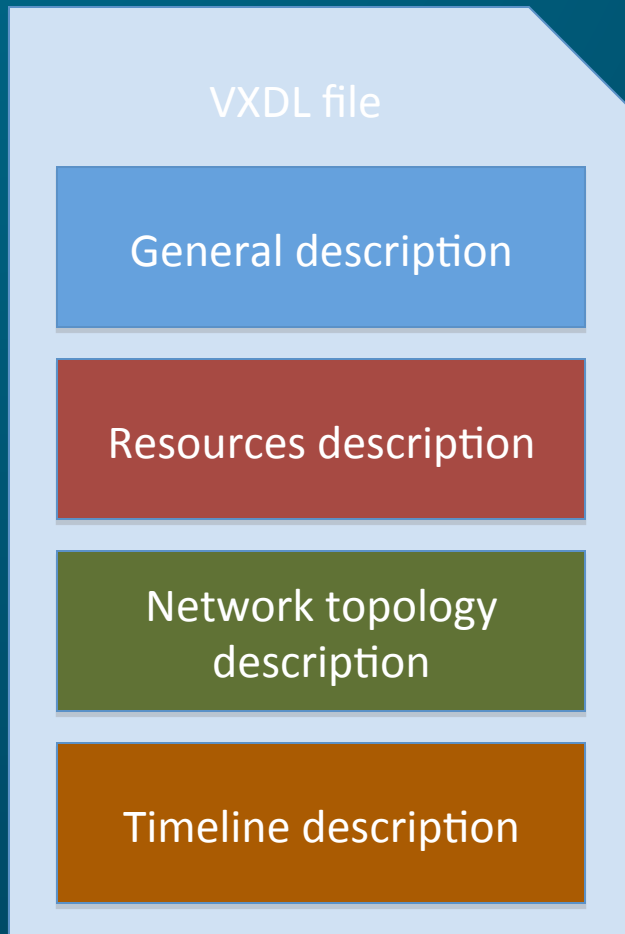 VXDL file
General description
Resources description
Network topology
description
Timeline description